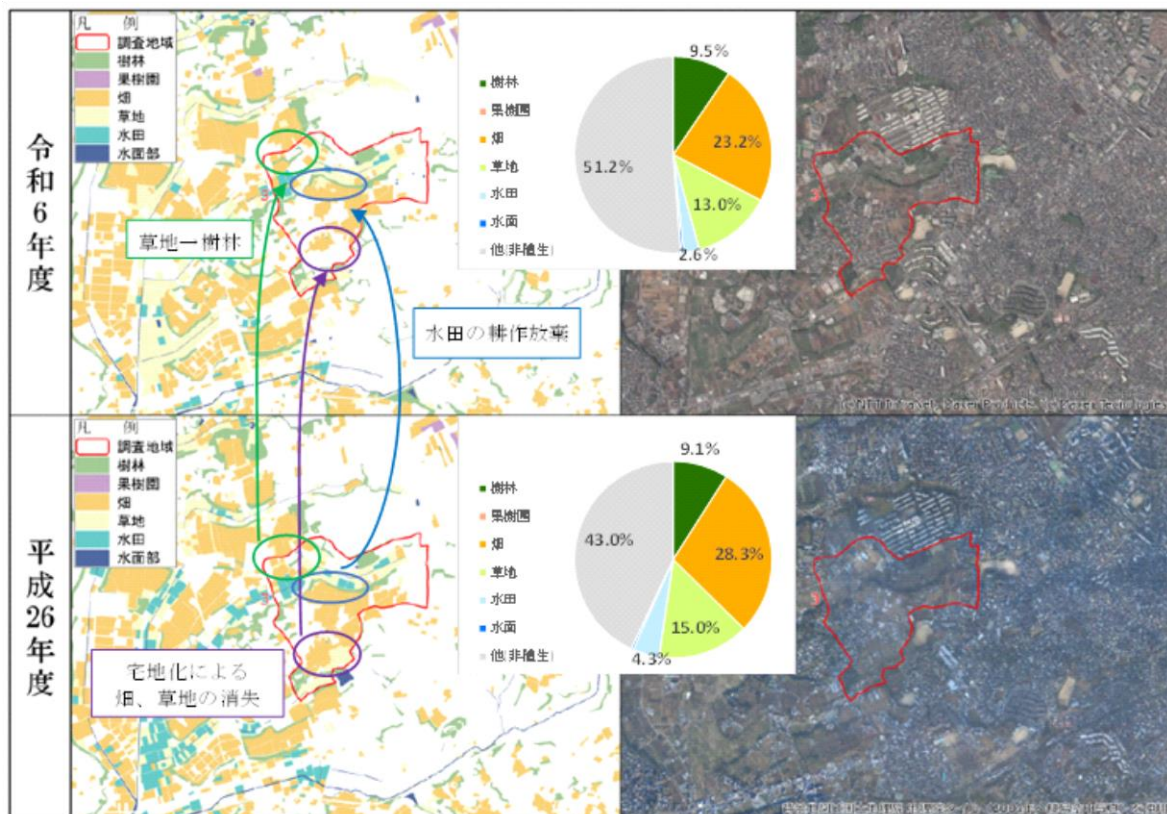 令和6年度
凡 例
調査地域
樹林
果樹園
畑
草地
水田
水面部
草地一樹林
水田の耕作放棄
樹林
果樹園
畑
草地
水田
水面
他(非植生)
9.5%
23.2%
13.0%
2.6%
51.2%
平成26年度
凡 例
調査地域
樹林
果樹園
畑
草地
水田
水面部
宅地化による
畑、草地の消失
樹林
果樹園
畑
草地
水田
水面
他(非植生)
9.1%
28.3%
15.0%
4.3%
43.0%